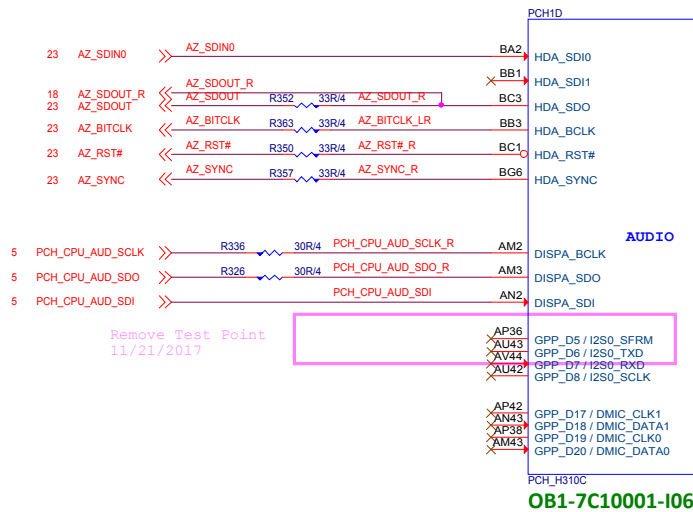 PCH1D
23 AZ_SDIN0 AZ_SDIN0 BA2 HDA_SDI0
BB1 HDA_SDI1
18 AZ_SDOUT_R AZ_SDOUT_R
23 AZ_SDOUT AZ_SDOUT R352 33R/4 AZ_SDOUT_R BC3 HDA_SDO
23 AZ_BITCLK AZ_BITCLK R363 33R/4 AZ_BITCLK_LR BB3 HDA_BCLK
23 AZ_RST# AZ_RST# R350 33R/4 AZ_RST#_R BC1 HDA_RST#
23 AZ_SYNC AZ_SYNC R357 33R/4 AZ_SYNC_R BG6 HDA_SYNC
AUDIO
5 PCH_CPU_AUD_SCLK R336 30R/4 PCH_CPU_AUD_SCLK_R AM2 DISPA_BCLK
5 PCH_CPU_AUD_SDO R326 30R/4 PCH_CPU_AUD_SDO_R AM3 DISPA_SDO
5 PCH_CPU_AUD_SDI PCH_CPU_AUD_SDI AN2 DISPA_SDI
Remove Test Point
11/21/2017
AP36 GPP_D5 / I2S0_SFRM
AU43 GPP_D6 / I2S0_TXD
AV44 GPP_D7 / I2S0_RXD
AU42 GPP_D8 / I2S0_SCLK
AP42 GPP_D17 / DMIC_CLK1
AN43 GPP_D18 / DMIC_DATA1
AP38 GPP_D19 / DMIC_CLK0
AM43 GPP_D20 / DMIC_DATA0
PCH_H310C
OB1-7C10001-I06